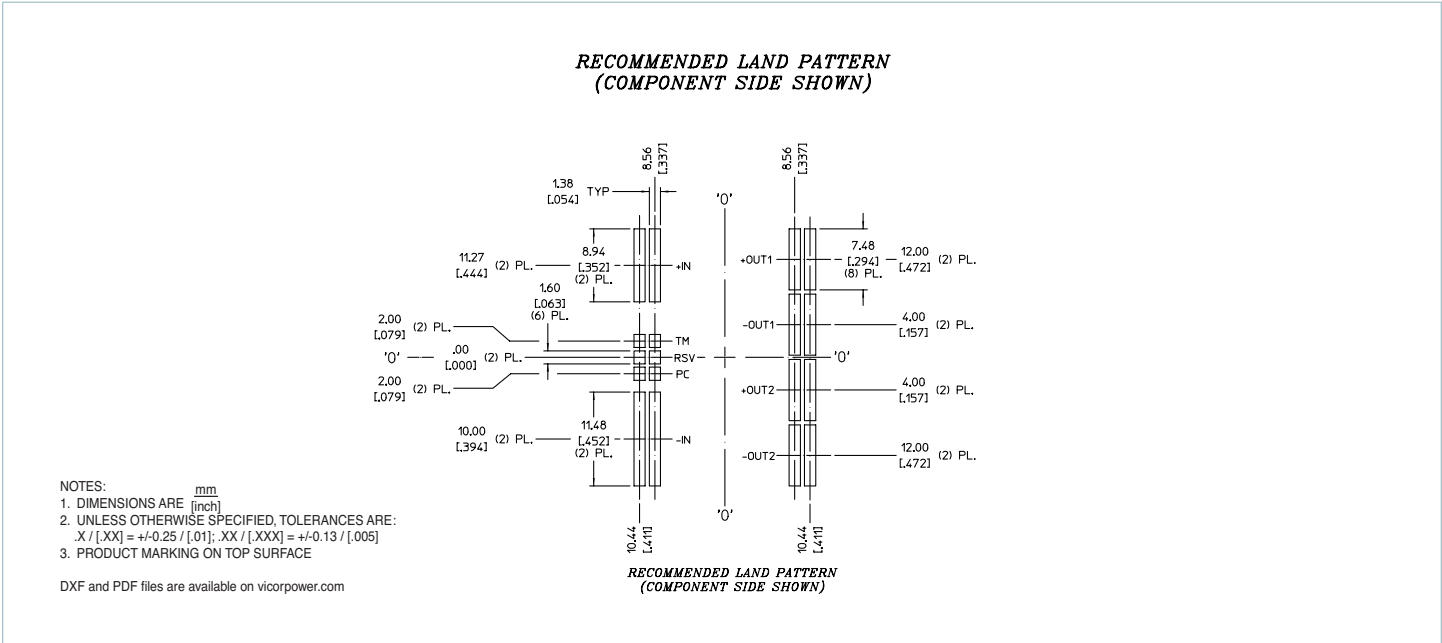 RECOMMENDED LAND PATTERN
(COMPONENT SIDE SHOWN)
8.56
[.337]
8.56
[.337]
1.38
[.054]
TYP
'0'
11.27
[.444]
(2) PL.
8.94
[.352]
(2) PL.
+IN
+OUT1
7.48
[.294]
(8) PL.
12.00
[.472]
(2) PL.
1.60
[.063]
(6) PL.
2.00
[.079]
(2) PL.
TM
-OUT1
4.00
[.157]
(2) PL.
'0'
.00
[.000]
(2) PL.
RSV
'0'
2.00
[.079]
(2) PL.
PC
+OUT2
4.00
[.157]
(2) PL.
10.00
[.394]
(2) PL.
11.48
[.452]
(2) PL.
-IN
-OUT2
12.00
[.472]
(2) PL.
'0'
10.44
[.411]
10.44
[.411]
RECOMMENDED LAND PATTERN
(COMPONENT SIDE SHOWN)
NOTES:
1. DIMENSIONS ARE mm
[inch]
2. UNLESS OTHERWISE SPECIFIED, TOLERANCES ARE:
.X / [.XX] = +/-0.25 / [.01]; .XX / [.XXX] = +/-0.13 / [.005]
3. PRODUCT MARKING ON TOP SURFACE
DXF and PDF files are available on vicorpower.com